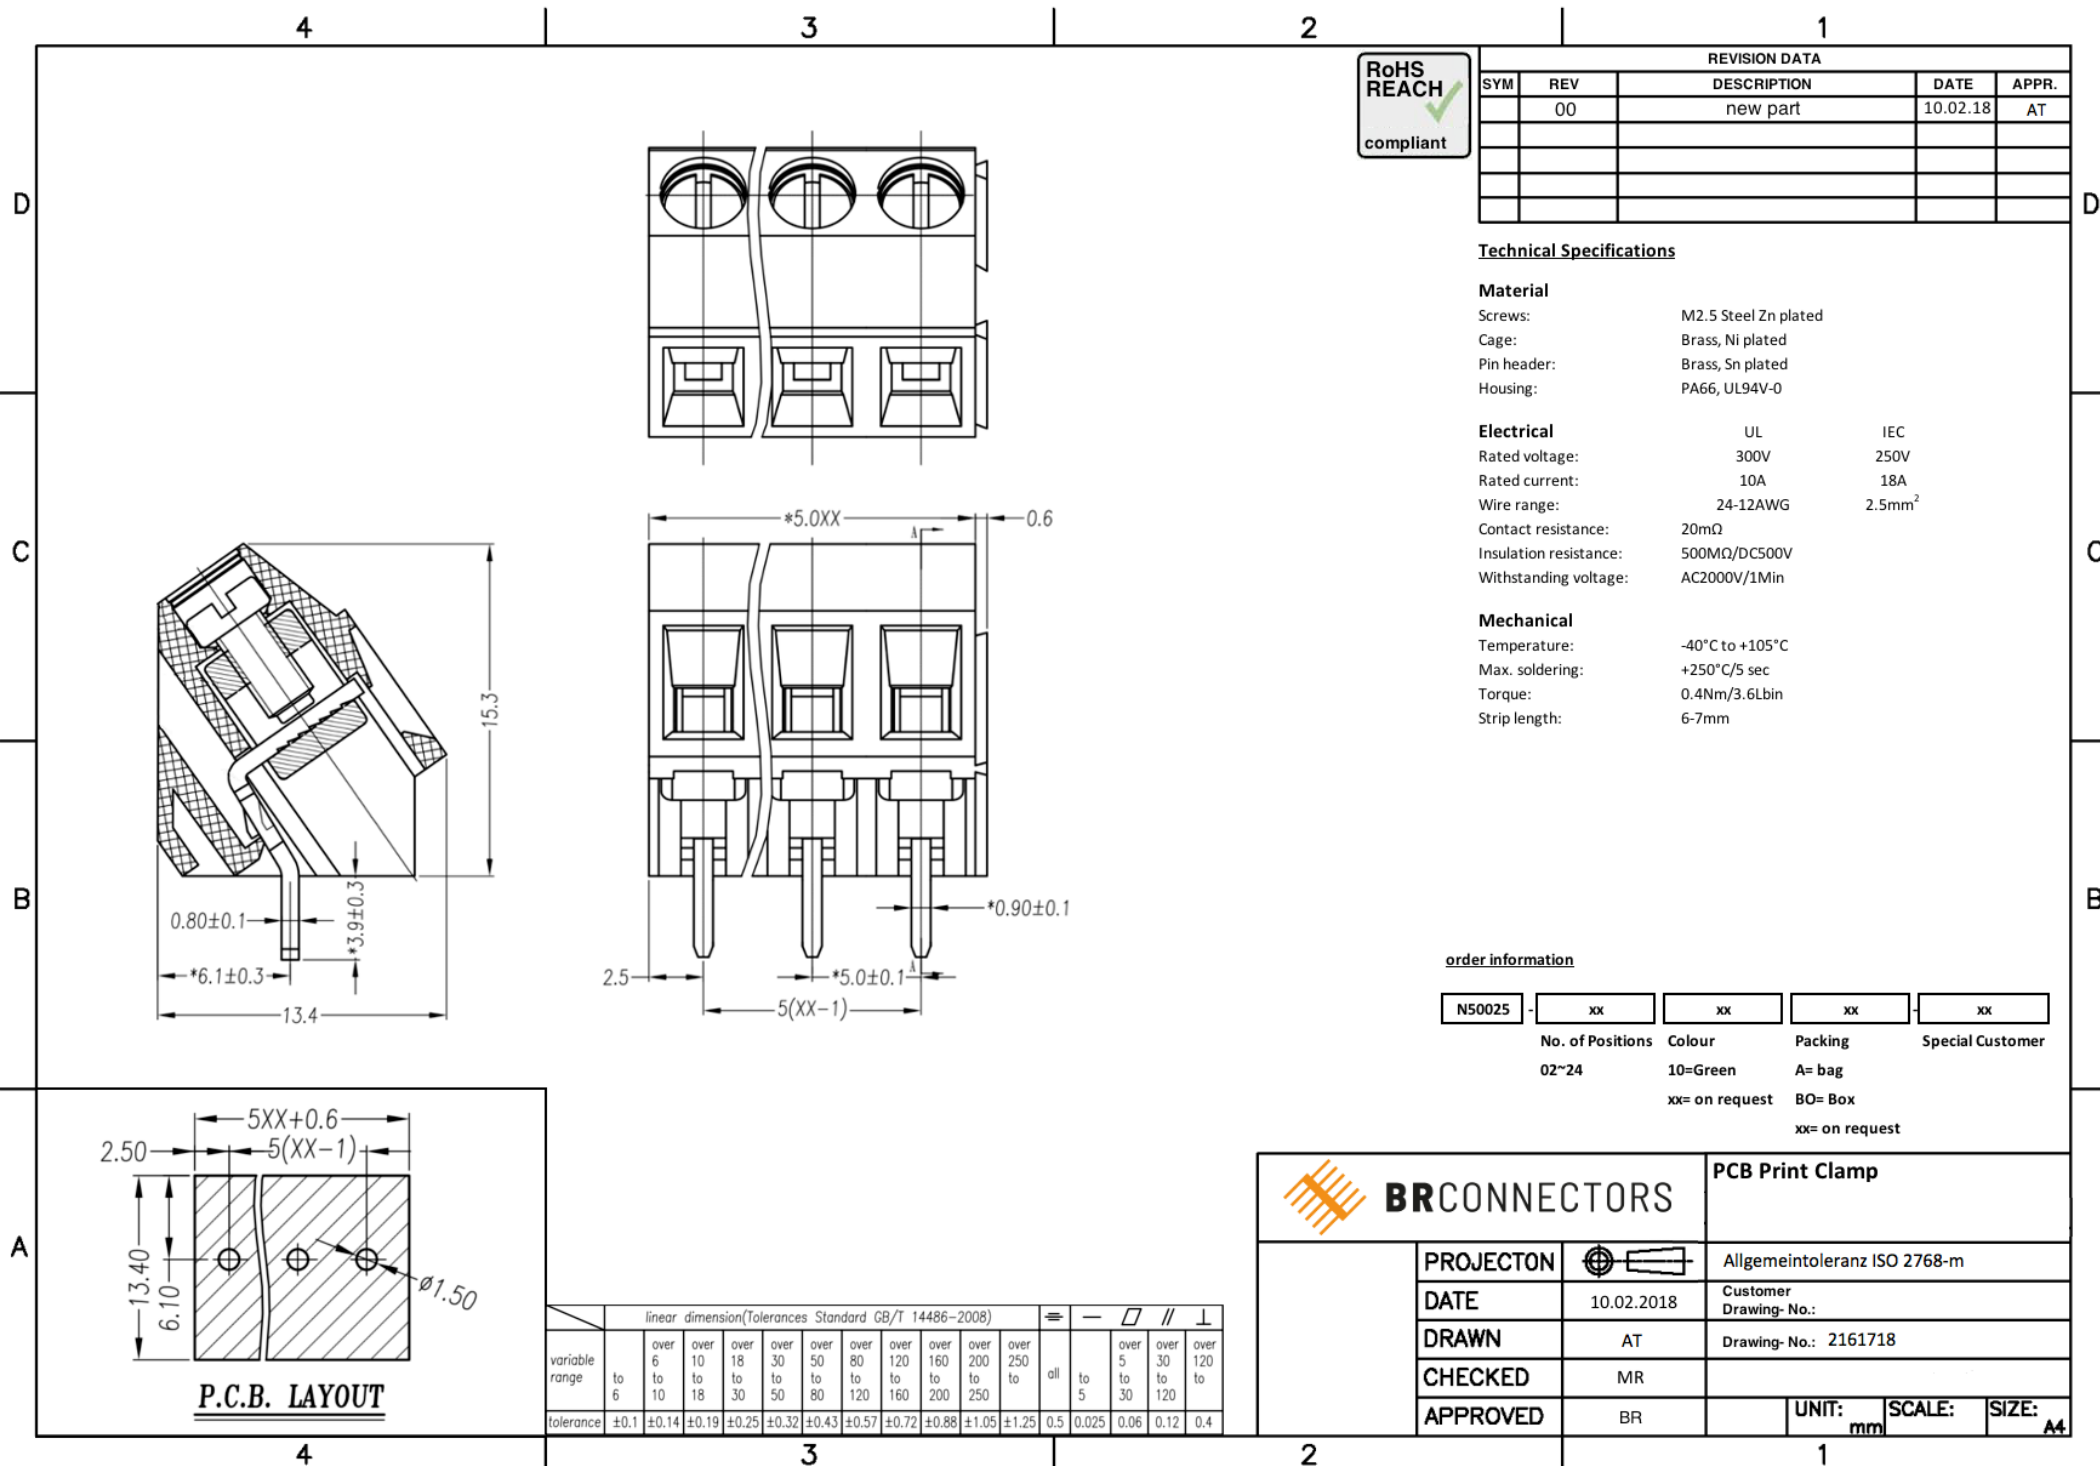 4 3 2 1
D D
C C
B B
A
RoHS
REACH
compliant
REVISION DATA
SYM REV DESCRIPTION DATE APPR.
00 new part 10.02.18 AT
Technical Specifications
Material
Screws: M2.5 Steel Zn plated
Cage: Brass, Ni plated
Pin header: Brass, Sn plated
Housing: PA66, UL94V-0
Electrical UL IEC
Rated voltage: 300V 250V
Rated current: 10A 18A
Wire range: 24-12AWG 2.5mm²
Contact resistance: 20mΩ
Insulation resistance: 500MΩ/DC500V
Withstanding voltage: AC2000V/1Min
Mechanical
Temperature: -40°C to +105°C
Max. soldering: +250°C/5 sec
Torque: 0.4Nm/3.6Lbin
Strip length: 6-7mm
*5.0XX 0.6
A
15.3
0.80±0.1
*3.9±0.3
*6.1±0.3
13.4
*0.90±0.1
2.5 *5.0±0.1 A
5(XX-1)
order information
N50025 - xx xx xx - xx
No. of Positions Colour Packing Special Customer
02~24 10=Green A= bag
xx= on request BO= Box
xx= on request
5XX+0.6
2.50 5(XX-1)
13.40
6.10
ø1.50
P.C.B. LAYOUT
linear dimension(Tolerances Standard GB/T 14486-2008) ⌯ — ▱ // ⊥
variable range to 6 over 6 to 10 over 10 to 18 over 18 to 30 over 30 to 50 over 50 to 80 over 80 to 120 over 120 to 160 over 160 to 200 over 200 to 250 over 250 to all to 5 over 5 to 30 over 30 to 120 over 120 to
tolerance ±0.1 ±0.14 ±0.19 ±0.25 ±0.32 ±0.43 ±0.57 ±0.72 ±0.88 ±1.05 ±1.25 0.5 0.025 0.06 0.12 0.4
BRCONNECTORS
PCB Print Clamp
PROJECTON Allgemeintoleranz ISO 2768-m
DATE 10.02.2018 Customer
Drawing- No.:
DRAWN AT Drawing- No.: 2161718
CHECKED MR
APPROVED BR UNIT: mm SCALE: SIZE: A4
4 3 2 1